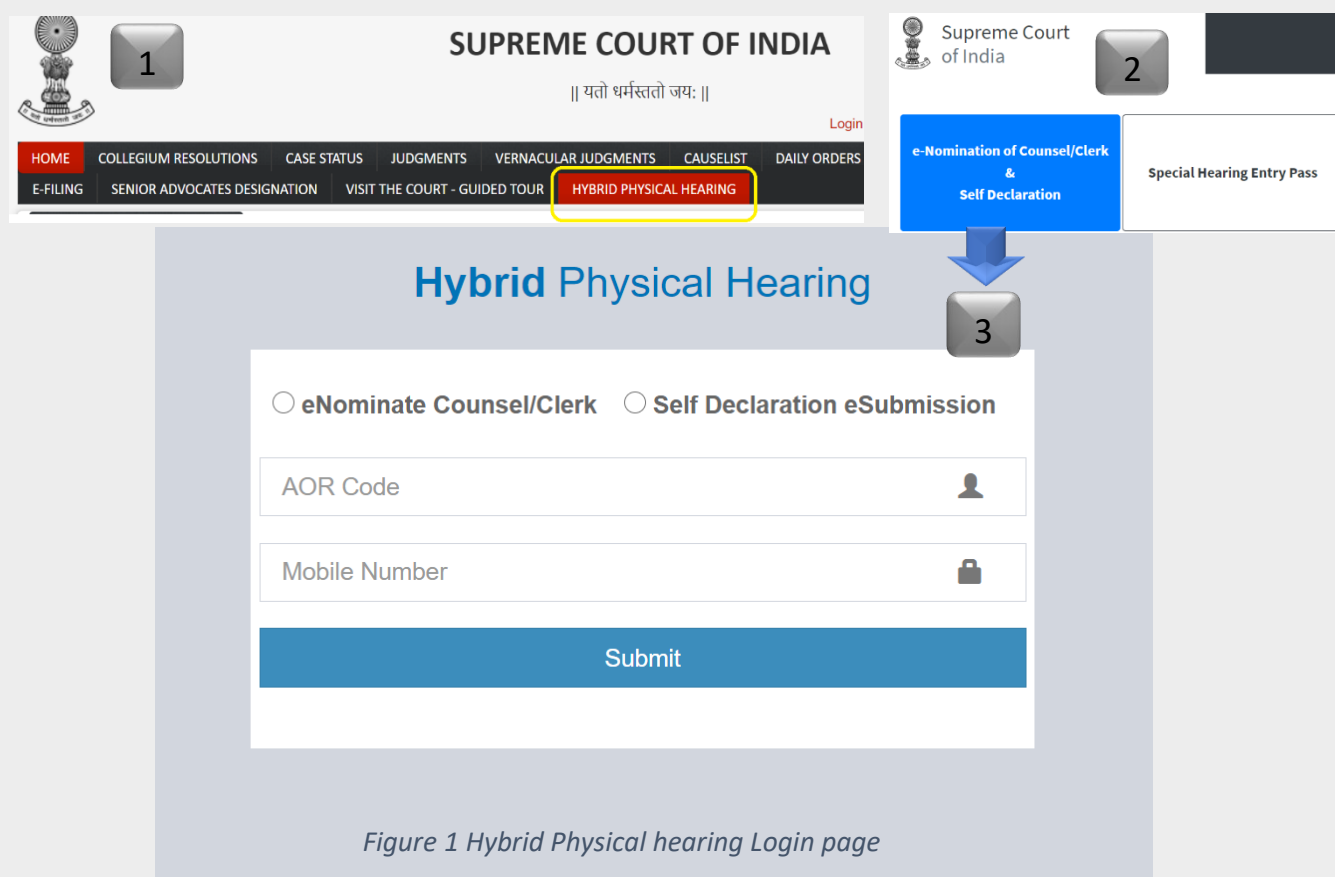 1
SUPREME COURT OF INDIA
|| यतो धर्मस्ततो जय: ||
Login
HOME COLLEGIUM RESOLUTIONS CASE STATUS JUDGMENTS VERNACULAR JUDGMENTS CAUSELIST DAILY ORDERS
E-FILING SENIOR ADVOCATES DESIGNATION VISIT THE COURT - GUIDED TOUR HYBRID PHYSICAL HEARING
Supreme Court
of India
2
e-Nomination of Counsel/Clerk
&
Self Declaration
Special Hearing Entry Pass
Hybrid Physical Hearing
3
eNominate Counsel/Clerk Self Declaration eSubmission
AOR Code
Mobile Number
Submit
Figure 1 Hybrid Physical hearing Login page